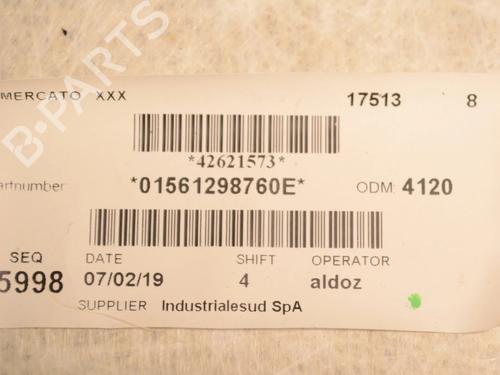 MERCATO XXX 17513 8
*42621573*
artnumber *01561298760E* ODM 4120
SEQ DATE SHIFT OPERATOR
5998 07/02/19 4 aldoz
SUPPLIER Industrialesud SpA
B-PARTS